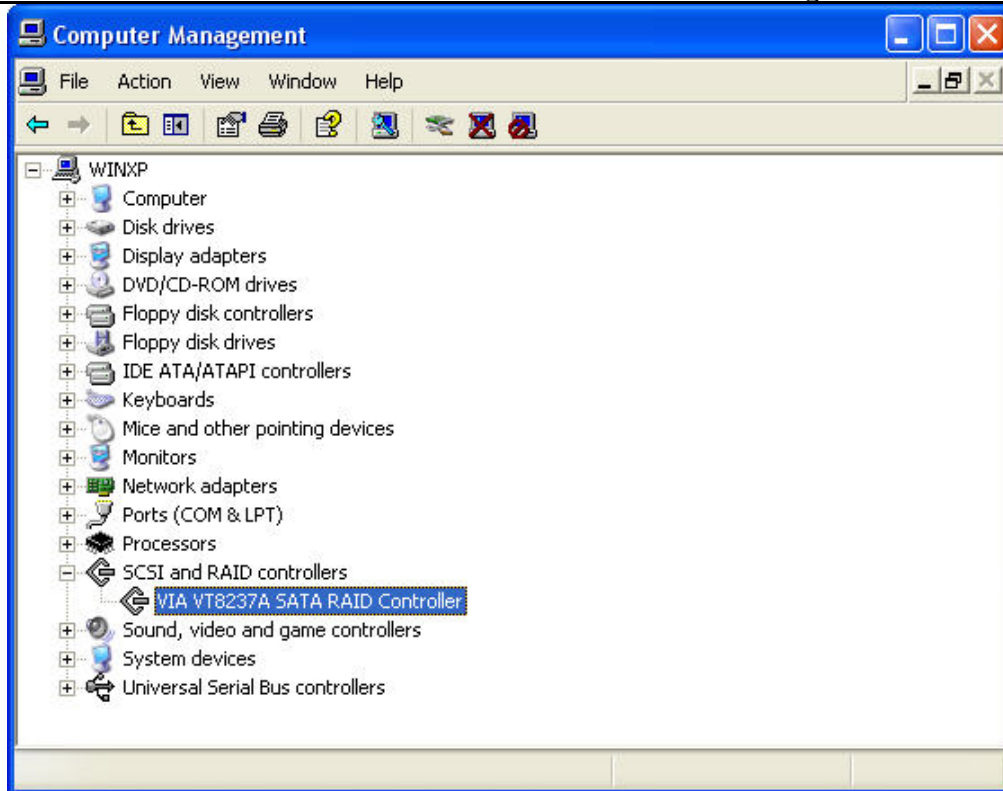 Computer Management
File Action View Window Help
WINXP
Computer
Disk drives
Display adapters
DVD/CD-ROM drives
Floppy disk controllers
Floppy disk drives
IDE ATA/ATAPI controllers
Keyboards
Mice and other pointing devices
Monitors
Network adapters
Ports (COM & LPT)
Processors
SCSI and RAID controllers
VIA VT8237A SATA RAID Controller
Sound, video and game controllers
System devices
Universal Serial Bus controllers